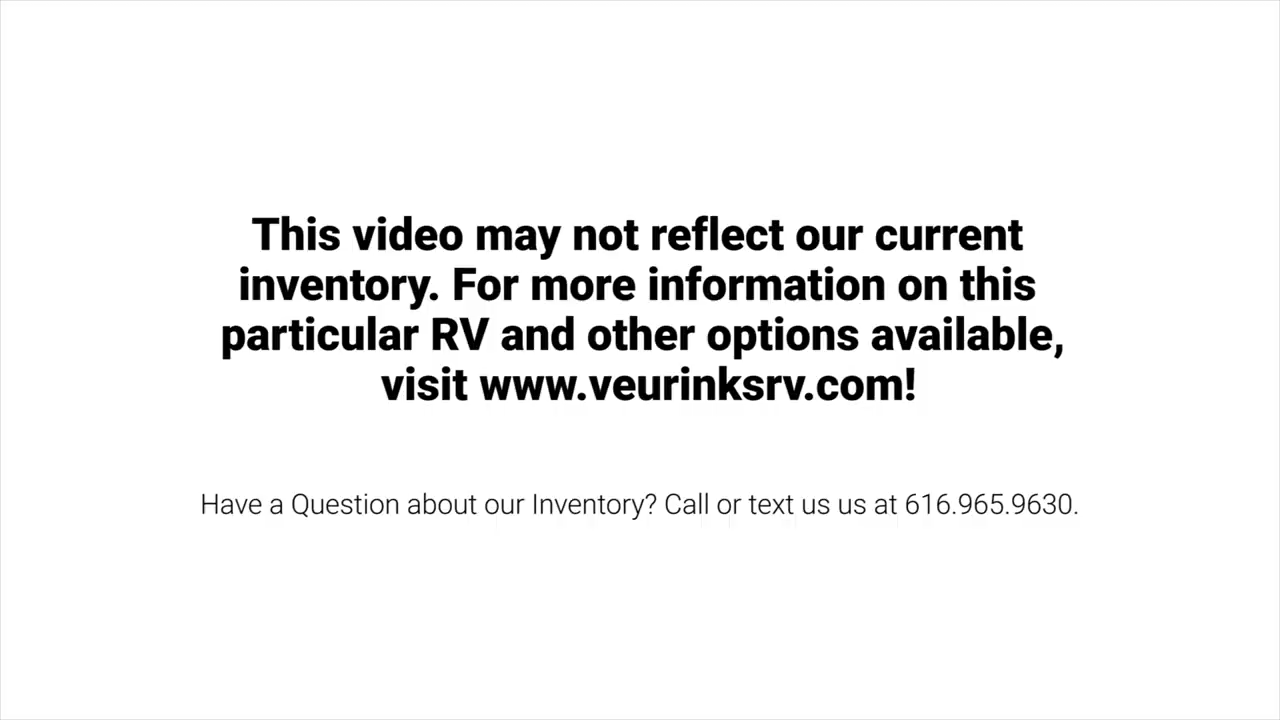 This video may not reflect our current
inventory. For more information on this
particular RV and other options available,
visit www.veurinksrv.com!
Have a Question about our Inventory? Call or text us us at 616.965.9630.